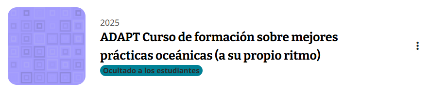 2025
ADAPT Curso de formación sobre mejores
prácticas oceánicas (a su propio ritmo)
Ocultado a los estudiantes